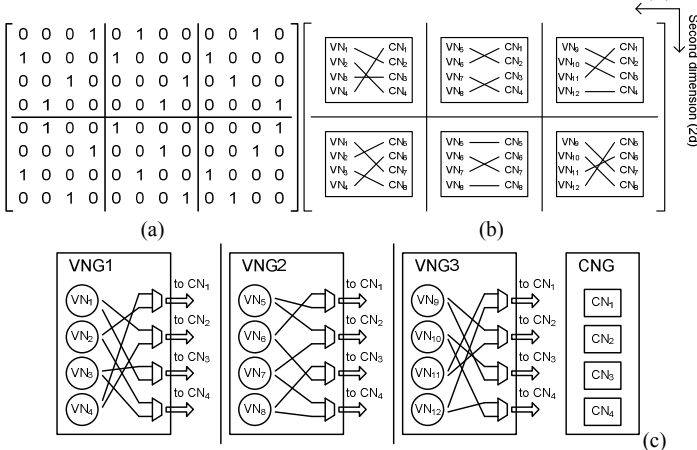 0 0 0 1 0 1 0 0 0 0 1 0
1 0 0 0 1 0 0 0 1 0 0 0
0 0 1 0 0 0 0 1 0 1 0 0
0 1 0 0 0 0 1 0 0 0 0 1
0 1 0 0 1 0 0 0 0 0 0 1
0 0 0 1 0 0 1 0 0 0 1 0
1 0 0 0 0 1 0 0 0 1 0 0
0 0 1 0 0 0 0 1 1 0 0 0
(a)
VN₁ CN₁ VN₅ CN₁ VN₉ CN₁
VN₂ CN₂ VN₆ CN₂ VN₁₀ CN₂
VN₃ CN₃ VN₇ CN₃ VN₁₁ CN₃
VN₄ CN₄ VN₈ CN₄ VN₁₂ CN₄
VN₁ CN₅ VN₅ CN₅ VN₉ CN₅
VN₂ CN₆ VN₆ CN₆ VN₁₀ CN₆
VN₃ CN₇ VN₇ CN₇ VN₁₁ CN₇
VN₄ CN₈ VN₈ CN₈ VN₁₂ CN₈
(b)
Second dimension (2d)
VNG1 VNG2 VNG3 CNG
VN₁ to CN₁ VN₅ to CN₁ VN₉ to CN₁ CN₁
VN₂ to CN₂ VN₆ to CN₂ VN₁₀ to CN₂ CN₂
VN₃ to CN₃ VN₇ to CN₃ VN₁₁ to CN₃ CN₃
VN₄ to CN₄ VN₈ to CN₄ VN₁₂ to CN₄ CN₄
(c)